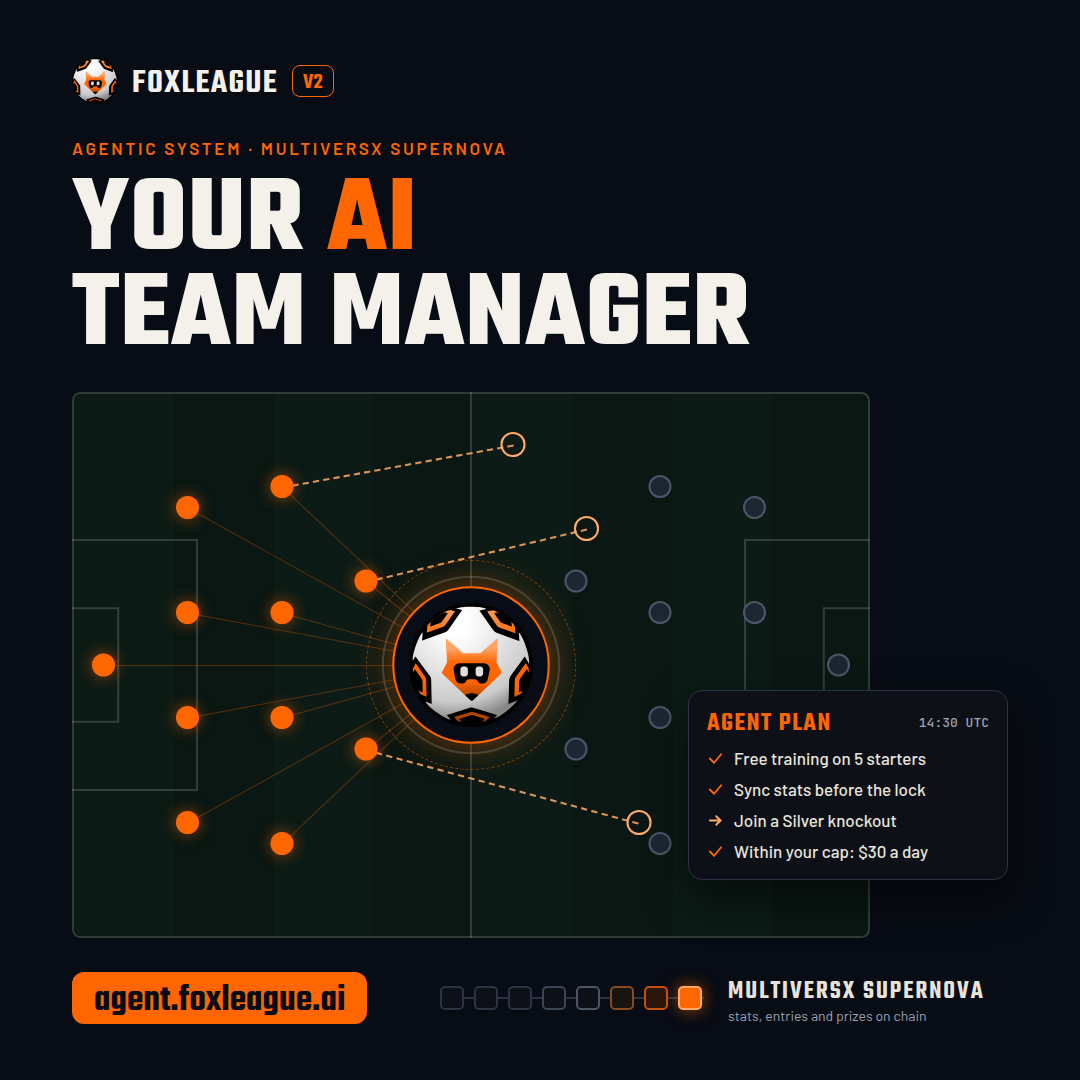 FOXLEAGUE V2
AGENTIC SYSTEM · MULTIVERSX SUPERNOVA
YOUR AI
TEAM MANAGER
AGENT PLAN 14:30 UTC
Free training on 5 starters
Sync stats before the lock
Join a Silver knockout
Within your cap: $30 a day
agent.foxleague.ai
MULTIVERSX SUPERNOVA
stats, entries and prizes on chain